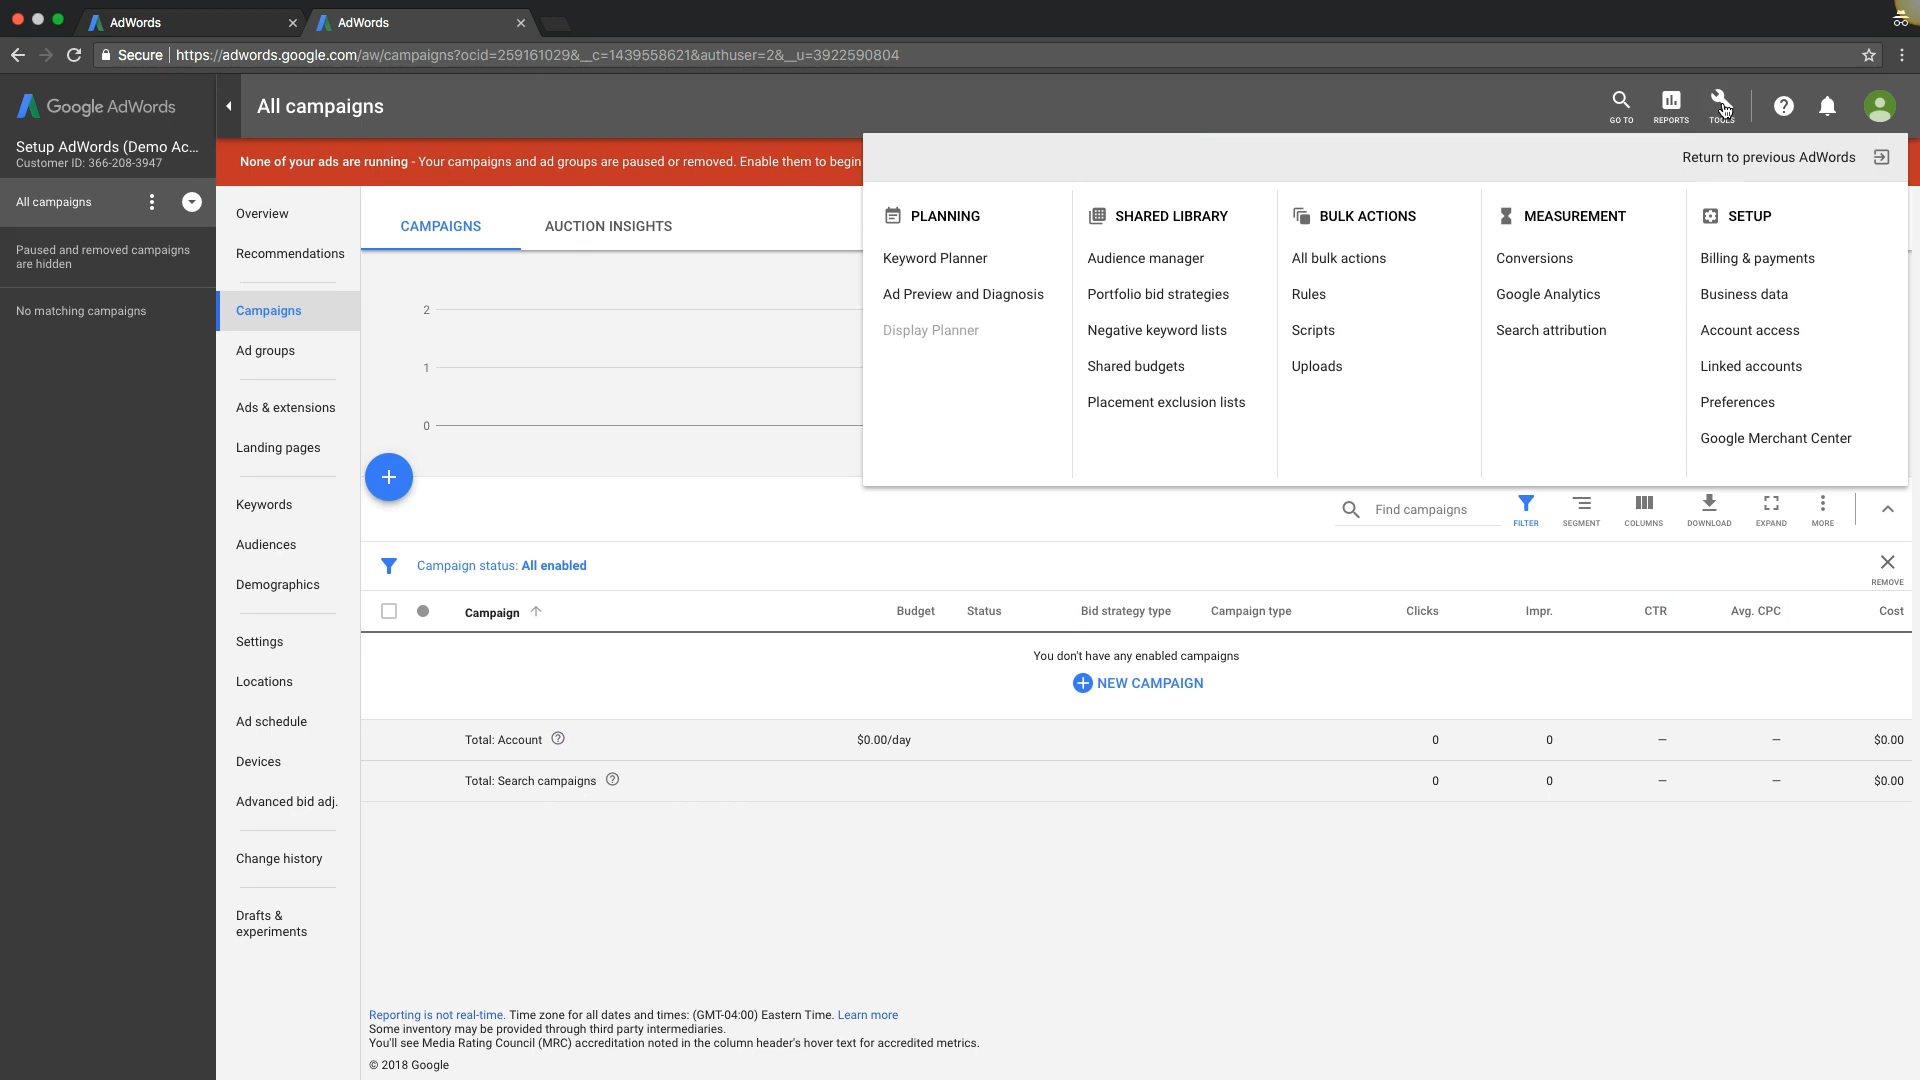 AdWords
AdWords
Secure
https://adwords.google.com/aw/campaigns?ocid=259161029&__c=1439558621&authuser=2&__u=3922590804
Google AdWords
All campaigns
GO TO
REPORTS
TOOLS
Setup AdWords (Demo Ac...
Customer ID: 366-208-3947
None of your ads are running - Your campaigns and ad groups are paused or removed. Enable them to begin
Return to previous AdWords
All campaigns
Paused and removed campaigns
are hidden
No matching campaigns
Overview
Recommendations
Campaigns
Ad groups
Ads & extensions
Landing pages
Keywords
Audiences
Demographics
Settings
Locations
Ad schedule
Devices
Advanced bid adj.
Change history
Drafts &
experiments
CAMPAIGNS
AUCTION INSIGHTS
2
1
0
PLANNING
Keyword Planner
Ad Preview and Diagnosis
Display Planner
SHARED LIBRARY
Audience manager
Portfolio bid strategies
Negative keyword lists
Shared budgets
Placement exclusion lists
BULK ACTIONS
All bulk actions
Rules
Scripts
Uploads
MEASUREMENT
Conversions
Google Analytics
Search attribution
SETUP
Billing & payments
Business data
Account access
Linked accounts
Preferences
Google Merchant Center
Find campaigns
FILTER
SEGMENT
COLUMNS
DOWNLOAD
EXPAND
MORE
Campaign status: All enabled
REMOVE
Campaign
Budget
Status
Bid strategy type
Campaign type
Clicks
Impr.
CTR
Avg. CPC
Cost
You don't have any enabled campaigns
NEW CAMPAIGN
Total: Account $0.00/day 0 0 — — $0.00
Total: Search campaigns 0 0 — — $0.00
Reporting is not real-time. Time zone for all dates and times: (GMT-04:00) Eastern Time. Learn more
Some inventory may be provided through third party intermediaries.
You'll see Media Rating Council (MRC) accreditation noted in the column header's hover text for accredited metrics.
© 2018 Google